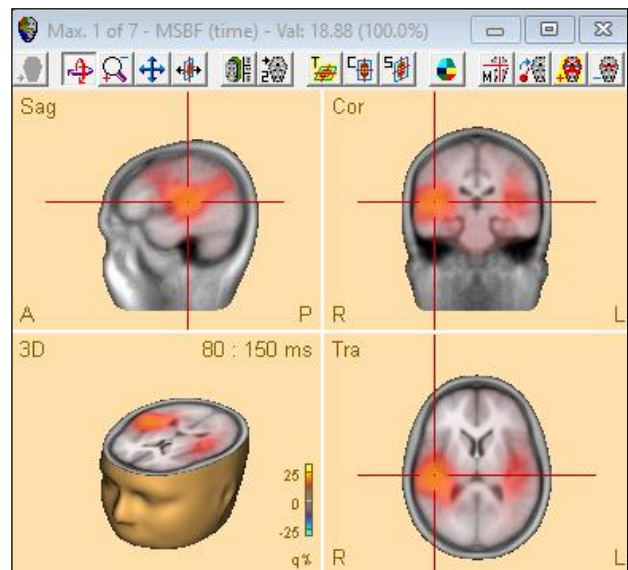 Max. 1 of 7 - MSBF (time) - Val: 18.88 (100.0%)
T C S
2 M
Sag
Cor
A P
R L
3D 80 : 150 ms
Tra
25
0
-25
q%
R L